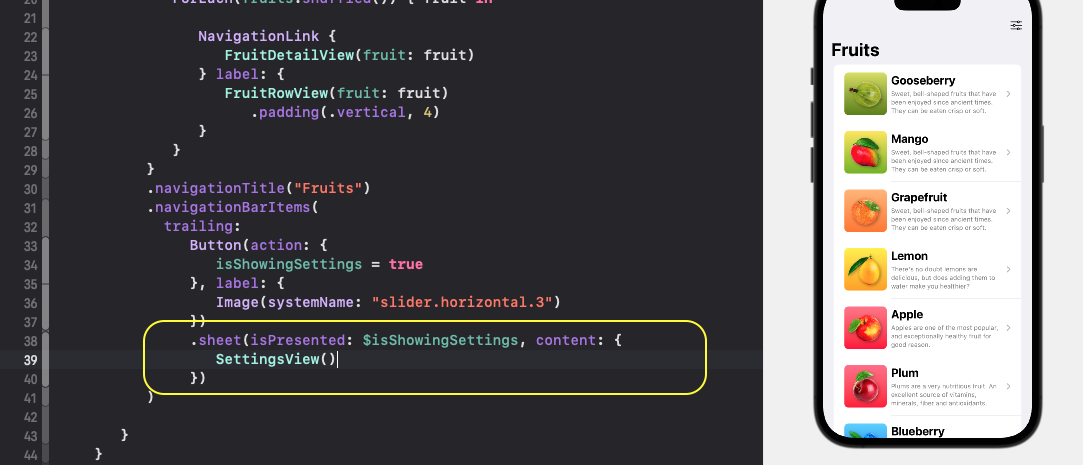 ForEach(fruits.shuffled()) { fruit in
21
22 NavigationLink {
23 FruitDetailView(fruit: fruit)
24 } label: {
25 FruitRowView(fruit: fruit)
26 .padding(.vertical, 4)
27 }
28 }
29 }
30 .navigationTitle("Fruits")
31 .navigationBarItems(
32 trailing:
33 Button(action: {
34 isShowingSettings = true
35 }, label: {
36 Image(systemName: "slider.horizontal.3")
37 })
38 .sheet(isPresented: $isShowingSettings, content: {
39 SettingsView()
40 })
41 )
42
43 }
44 }
Fruits
Gooseberry
Sweet, bell-shaped fruits that have
been enjoyed since ancient times.
They can be eaten crisp or soft.
Mango
Sweet, bell-shaped fruits that have
been enjoyed since ancient times.
They can be eaten crisp or soft.
Grapefruit
Sweet, bell-shaped fruits that have
been enjoyed since ancient times.
They can be eaten crisp or soft.
Lemon
There's no doubt lemons are
delicious, but does adding them to
water make you healthier?
Apple
Apples are one of the most popular,
and exceptionally healthy fruit for
good reason.
Plum
Plums are a very nutritious fruit. An
excellent source of vitamins,
minerals, fiber and antioxidants.
Blueberry